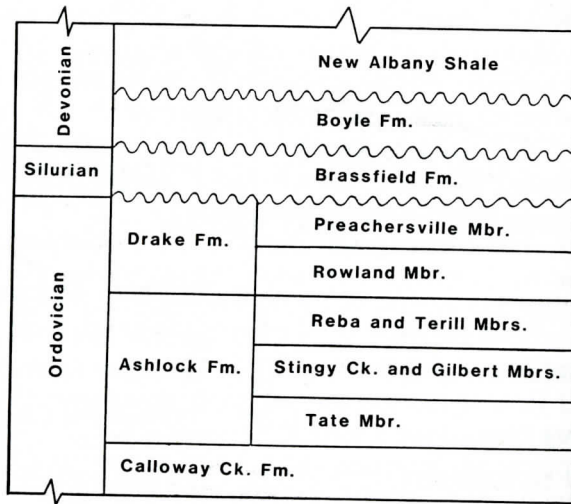 Devonian
New Albany Shale
Boyle Fm.
Silurian
Brassfield Fm.
Ordovician
Drake Fm.
Preachersville Mbr.
Rowland Mbr.
Ashlock Fm.
Reba and Terill Mbrs.
Stingy Ck. and Gilbert Mbrs.
Tate Mbr.
Calloway Ck. Fm.